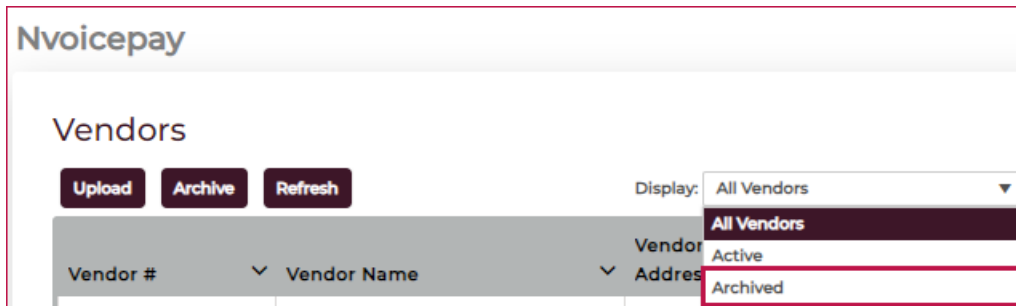 Nvoicepay
Vendors
Upload Archive Refresh Display: All Vendors
All Vendors
Active
Archived
Vendor # Vendor Name Vendor
Addres